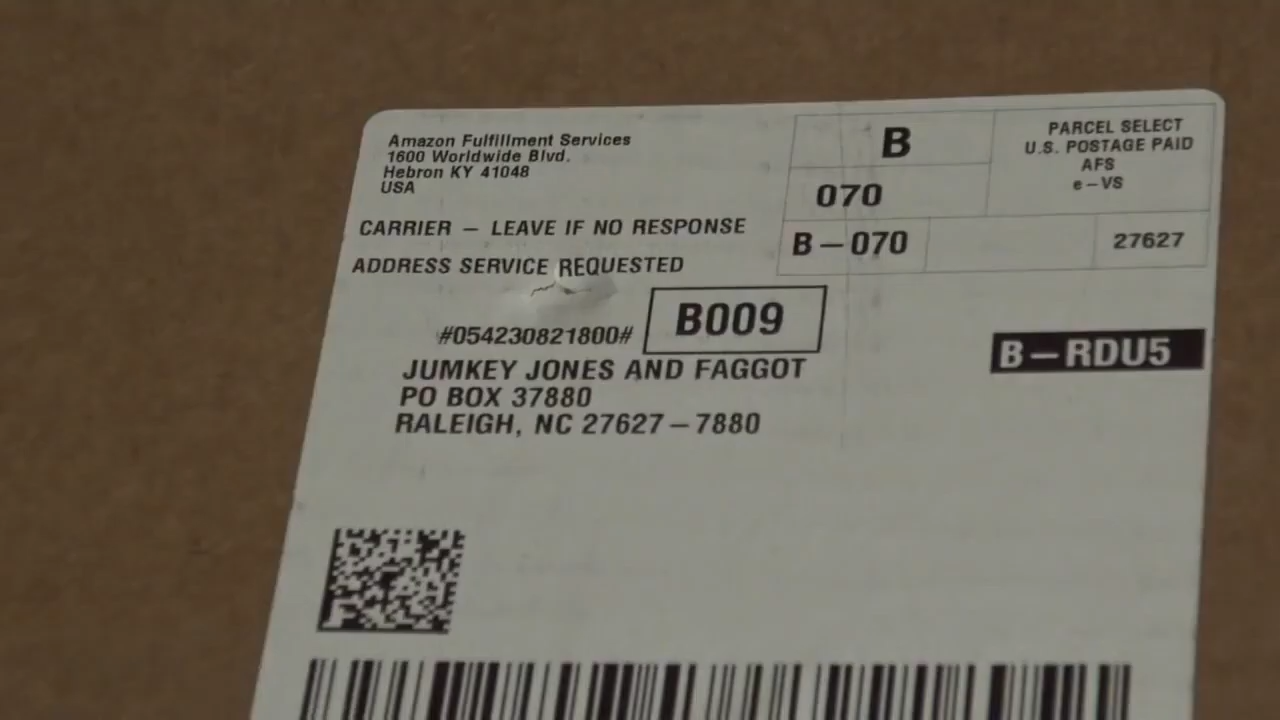 Amazon Fulfillment Services
1600 Worldwide Blvd.
Hebron KY 41048
USA
CARRIER – LEAVE IF NO RESPONSE
ADDRESS SERVICE REQUESTED
B
070
B–070
PARCEL SELECT
U.S. POSTAGE PAID
AFS
e–VS
27627
#054230821800#
B009
B–RDU5
JUMKEY JONES AND FAGGOT
PO BOX 37880
RALEIGH, NC 27627–7880